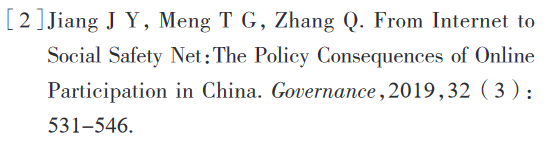 [2]Jiang J Y, Meng T G, Zhang Q. From Internet to
Social Safety Net:The Policy Consequences of Online
Participation in China. Governance,2019,32(3):
531-546.